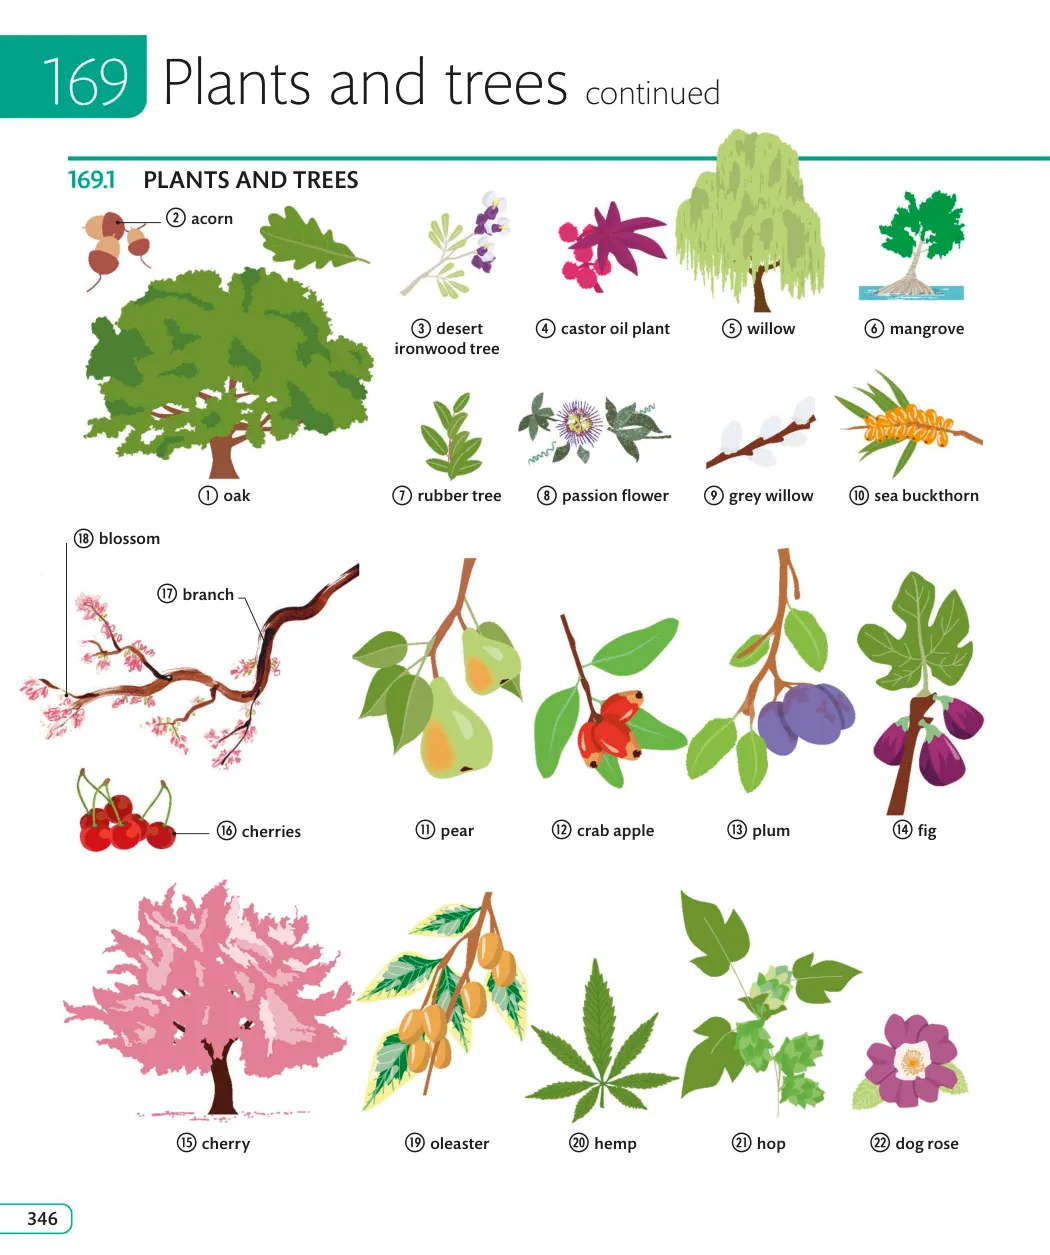 169 Plants and trees continued
169.1 PLANTS AND TREES
② acorn
③ desert
ironwood tree
④ castor oil plant
⑤ willow
⑥ mangrove
① oak
⑦ rubber tree
⑧ passion flower
⑨ grey willow
⑩ sea buckthorn
⑱ blossom
⑰ branch
⑯ cherries
⑪ pear
⑫ crab apple
⑬ plum
⑭ fig
⑮ cherry
⑲ oleaster
⑳ hemp
㉑ hop
㉒ dog rose
346